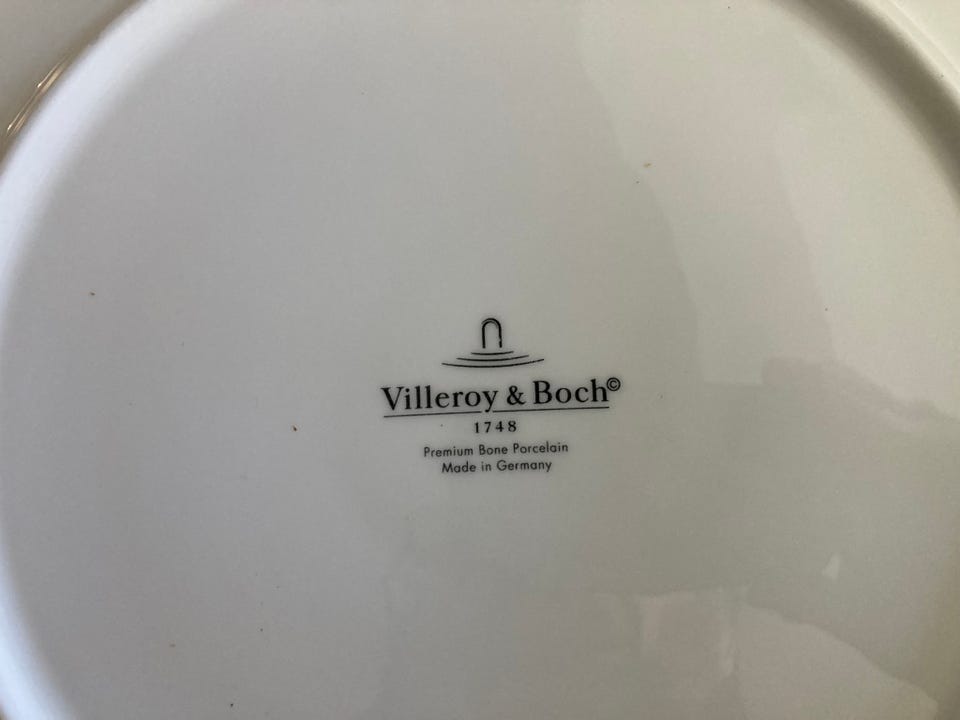 Villeroy & Boch©
1748
Premium Bone Porcelain
Made in Germany